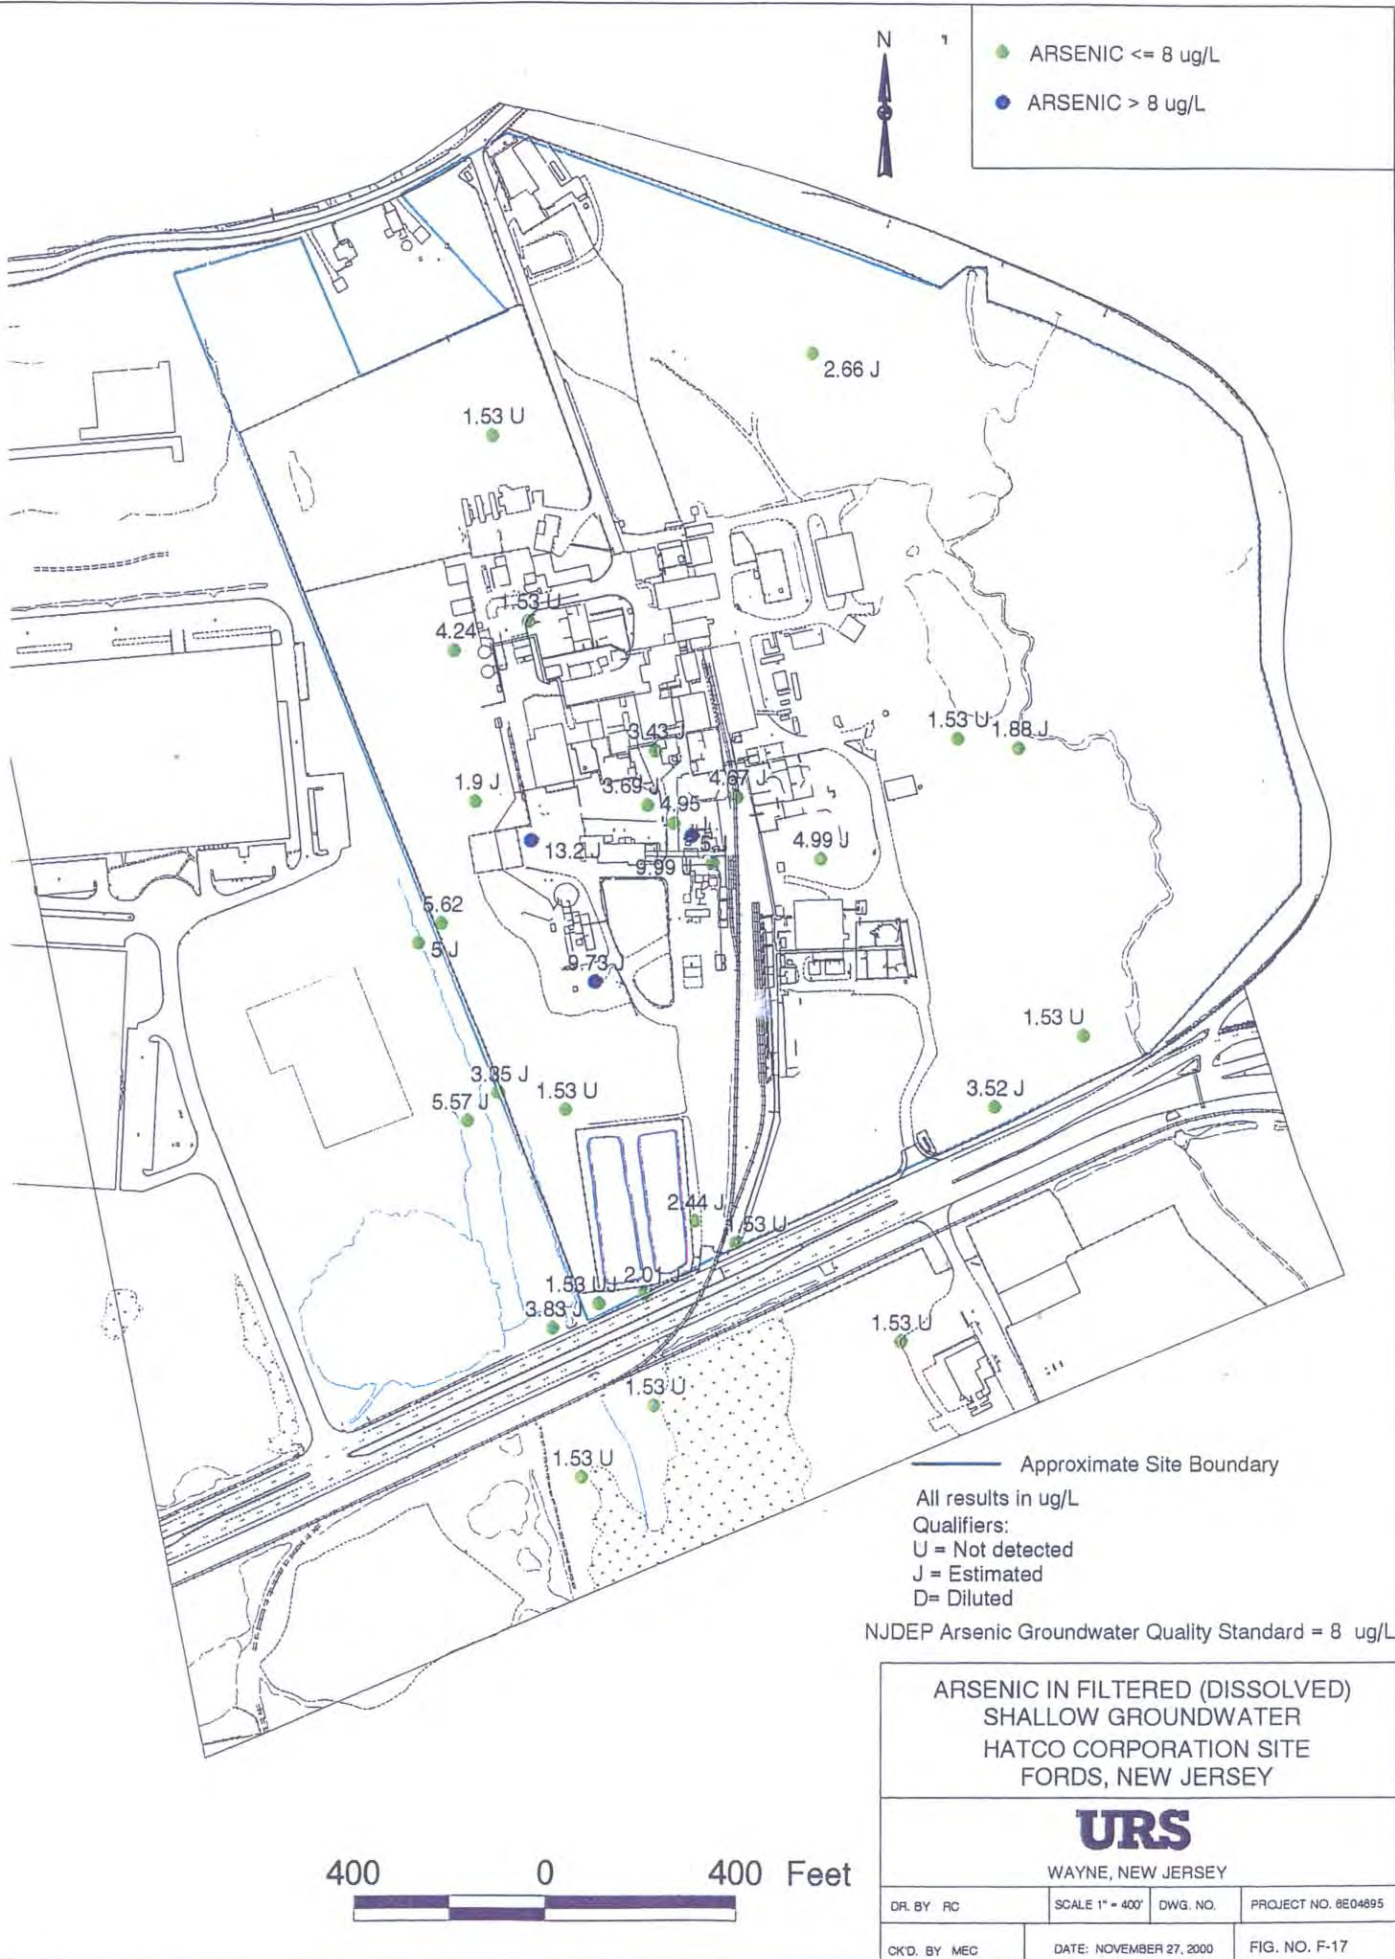 N
ARSENIC <= 8 ug/L
ARSENIC > 8 ug/L
2.66 J
1.53 U
1.53 U
4.24
1.53 U
1.88 J
3.43 J
1.9 J
3.69 J
4.67 J
4.95
13.2 J
5 J
9.99
4.99 J
5.62
5 J
9.73 J
1.53 U
3.35 J
1.53 U
3.52 J
5.57 J
2.44 J
.53 U
1.53 UJ
2.01 J
3.83 J
1.53 U
1.53 U
1.53 U
Approximate Site Boundary
All results in ug/L
Qualifiers:
U = Not detected
J = Estimated
D= Diluted
NJDEP Arsenic Groundwater Quality Standard = 8 ug/L
ARSENIC IN FILTERED (DISSOLVED)
SHALLOW GROUNDWATER
HATCO CORPORATION SITE
FORDS, NEW JERSEY
URS
WAYNE, NEW JERSEY
400 0 400 Feet
DR. BY RC
SCALE 1" = 400'
DWG. NO.
PROJECT NO. 8E04695
CK'D. BY MEC
DATE: NOVEMBER 27, 2000
FIG. NO. F-17